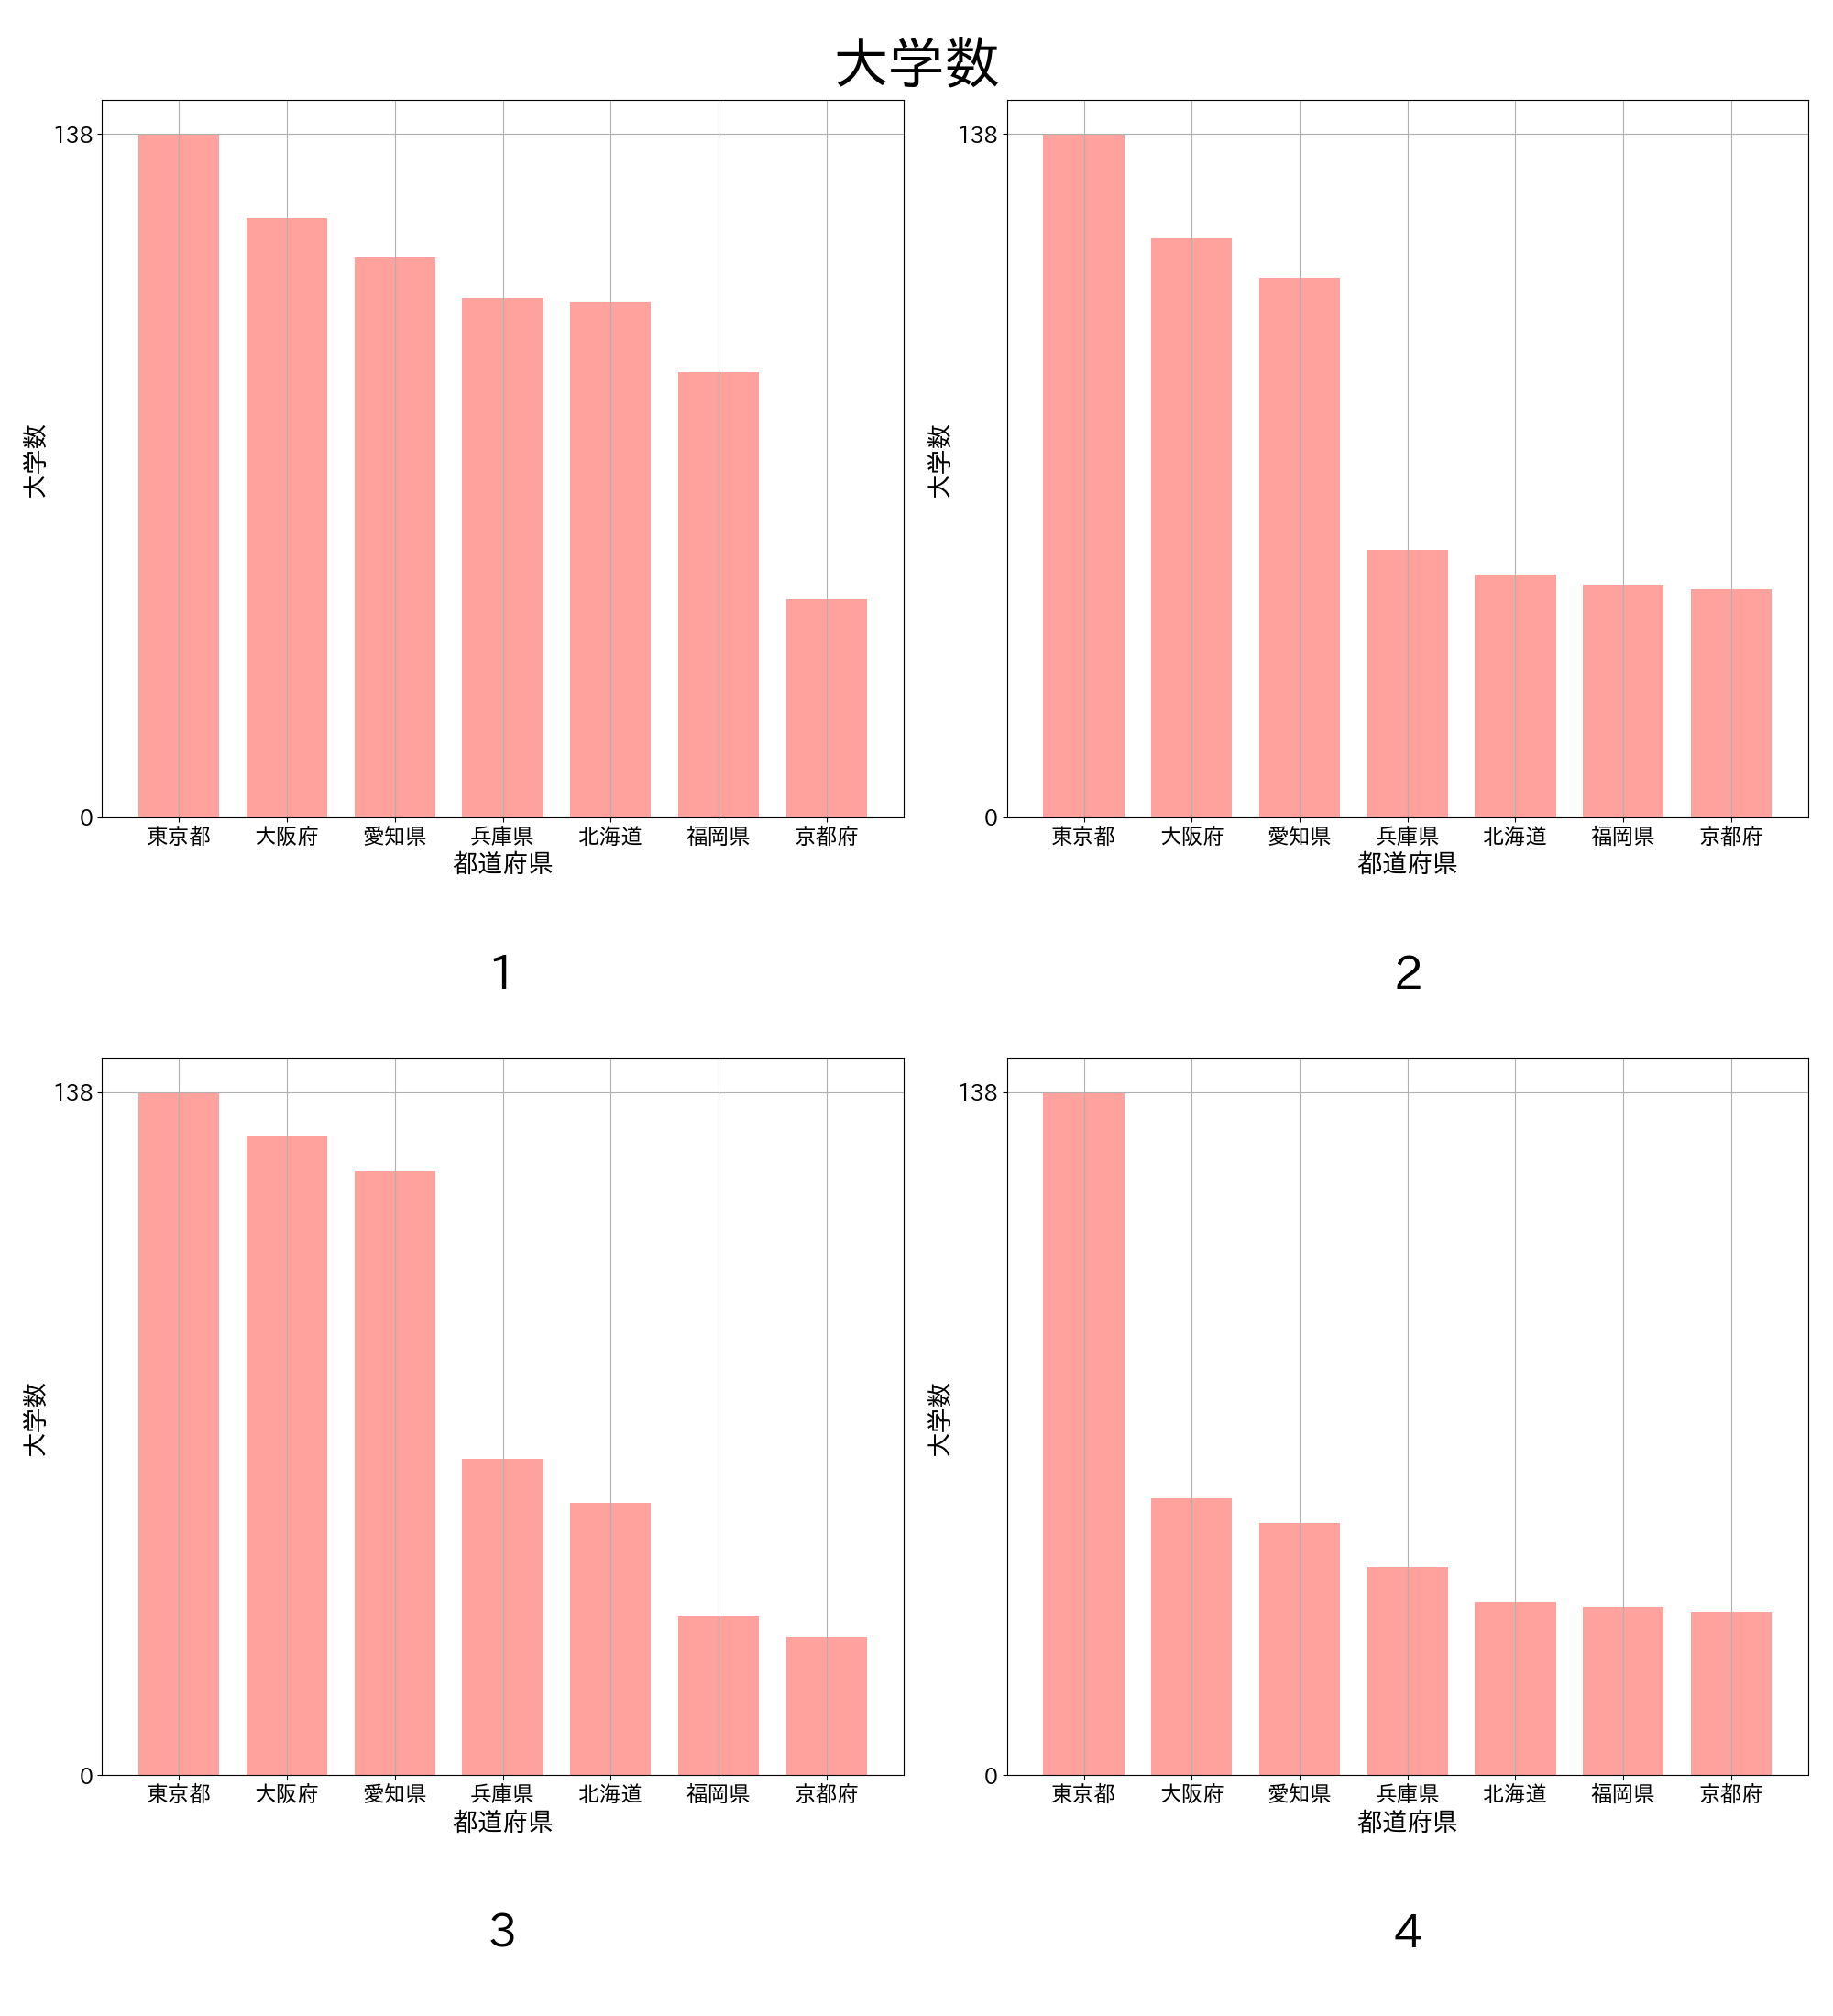 大学数
138
0
大学数
東京都 大阪府 愛知県 兵庫県 北海道 福岡県 京都府
都道府県
1
138
0
大学数
東京都 大阪府 愛知県 兵庫県 北海道 福岡県 京都府
都道府県
2
138
0
大学数
東京都 大阪府 愛知県 兵庫県 北海道 福岡県 京都府
都道府県
3
138
0
大学数
東京都 大阪府 愛知県 兵庫県 北海道 福岡県 京都府
都道府県
4